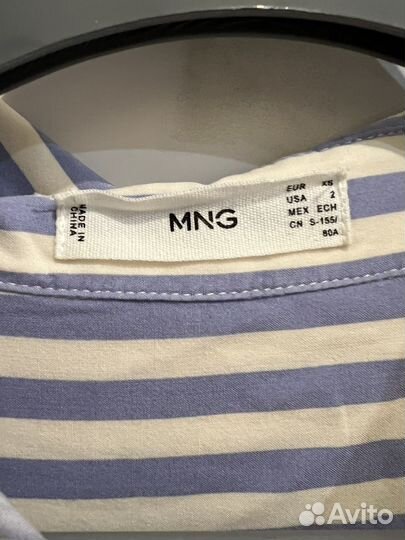 MADE IN
CHINA
MNG
EUR XS
USA 2
MEX ECH
CN S-155/
80A
Avito